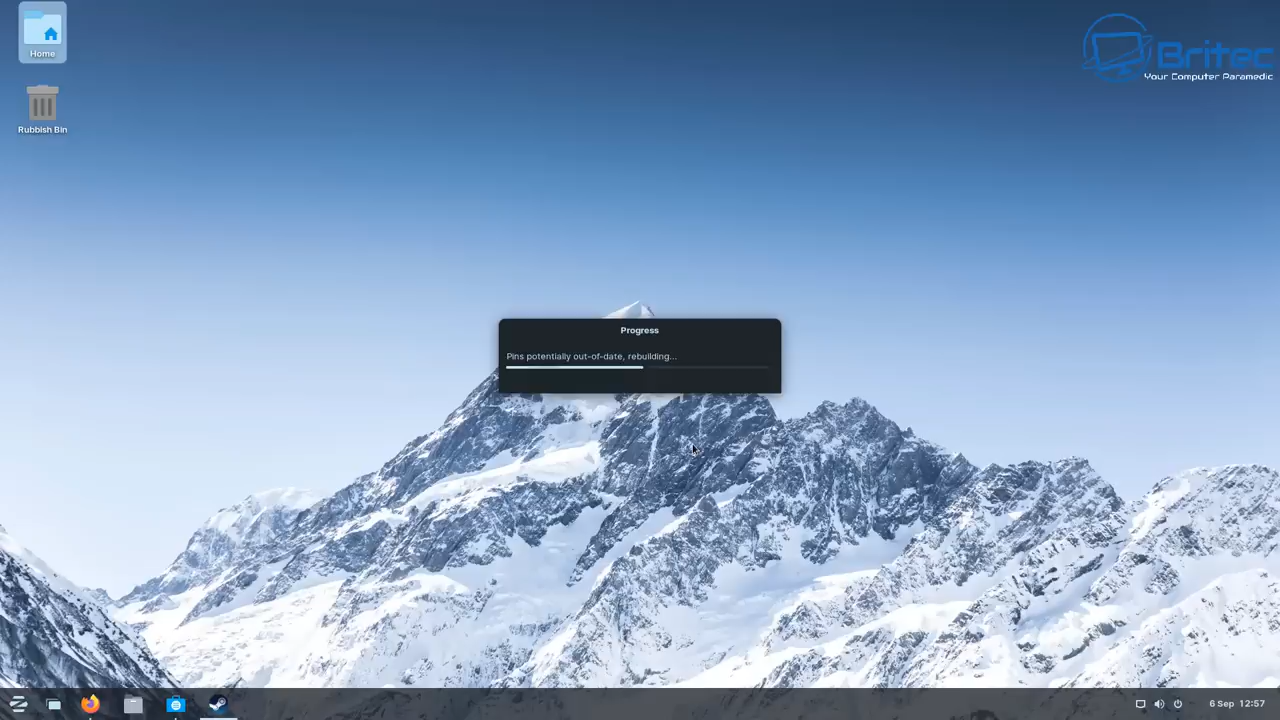 Home
Rubbish Bin
Britec
Your Computer Paramedic
Progress
Pins potentially out-of-date, rebuilding...
6 Sep 12:57